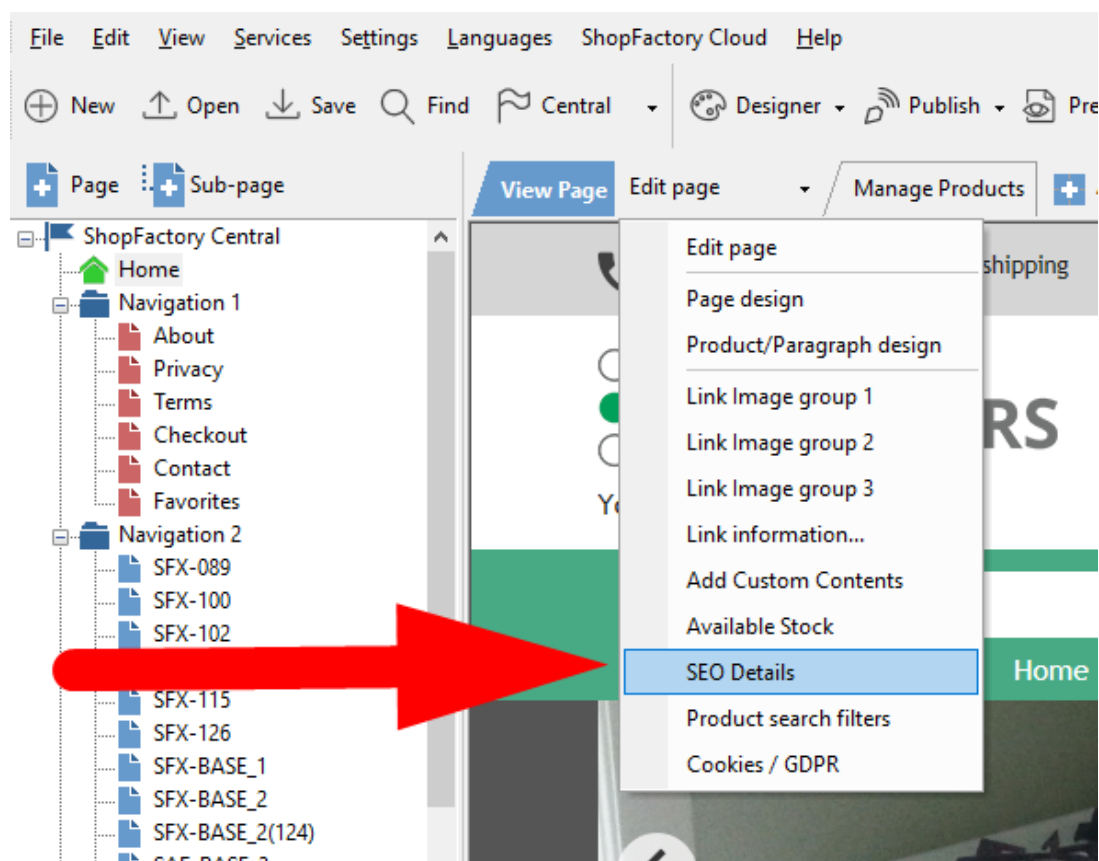 File Edit View Services Settings Languages ShopFactory Cloud Help
New Open Save Find Central Designer Publish
Page Sub-page View Page Edit page Manage Products
ShopFactory Central
Home
Navigation 1
About
Privacy
Terms
Checkout
Contact
Favorites
Navigation 2
SFX-089
SFX-100
SFX-102
SFX-115
SFX-126
SFX-BASE_1
SFX-BASE_2
SFX-BASE_2(124)
Edit page
Page design
Product/Paragraph design
Link Image group 1
Link Image group 2
Link Image group 3
Link information...
Add Custom Contents
Available Stock
SEO Details
Product search filters
Cookies / GDPR
shipping
RS
Home